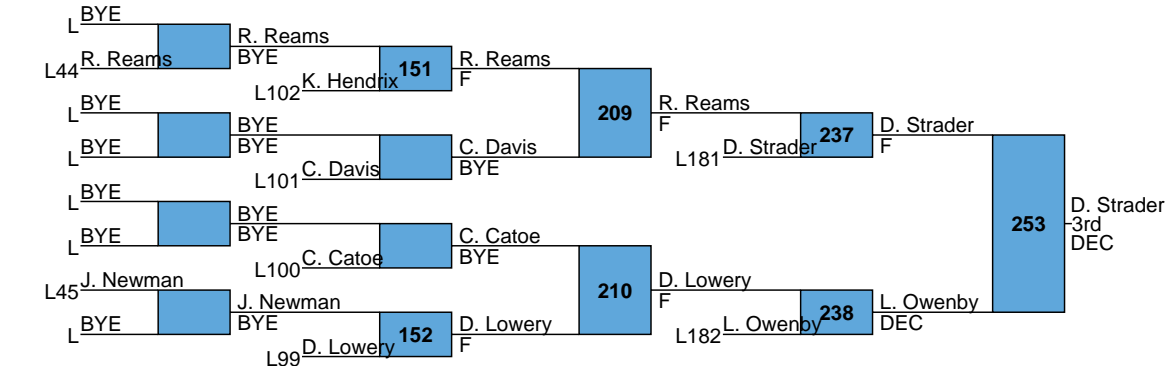 L BYE
R. Reams
L44 R. Reams
BYE
151
R. Reams
L102 K. Hendrix
F
L BYE
209
R. Reams
BYE
F
L BYE
BYE
237
D. Strader
C. Davis
L181 D. Strader
F
L101 C. Davis
BYE
L BYE
BYE
253
D. Strader
3rd
DEC
L BYE
BYE
C. Catoe
L100 C. Catoe
BYE
L45 J. Newman
210
D. Lowery
J. Newman
F
238
L. Owenby
L BYE
BYE
152
D. Lowery
L182 L. Owenby
DEC
L99 D. Lowery
F